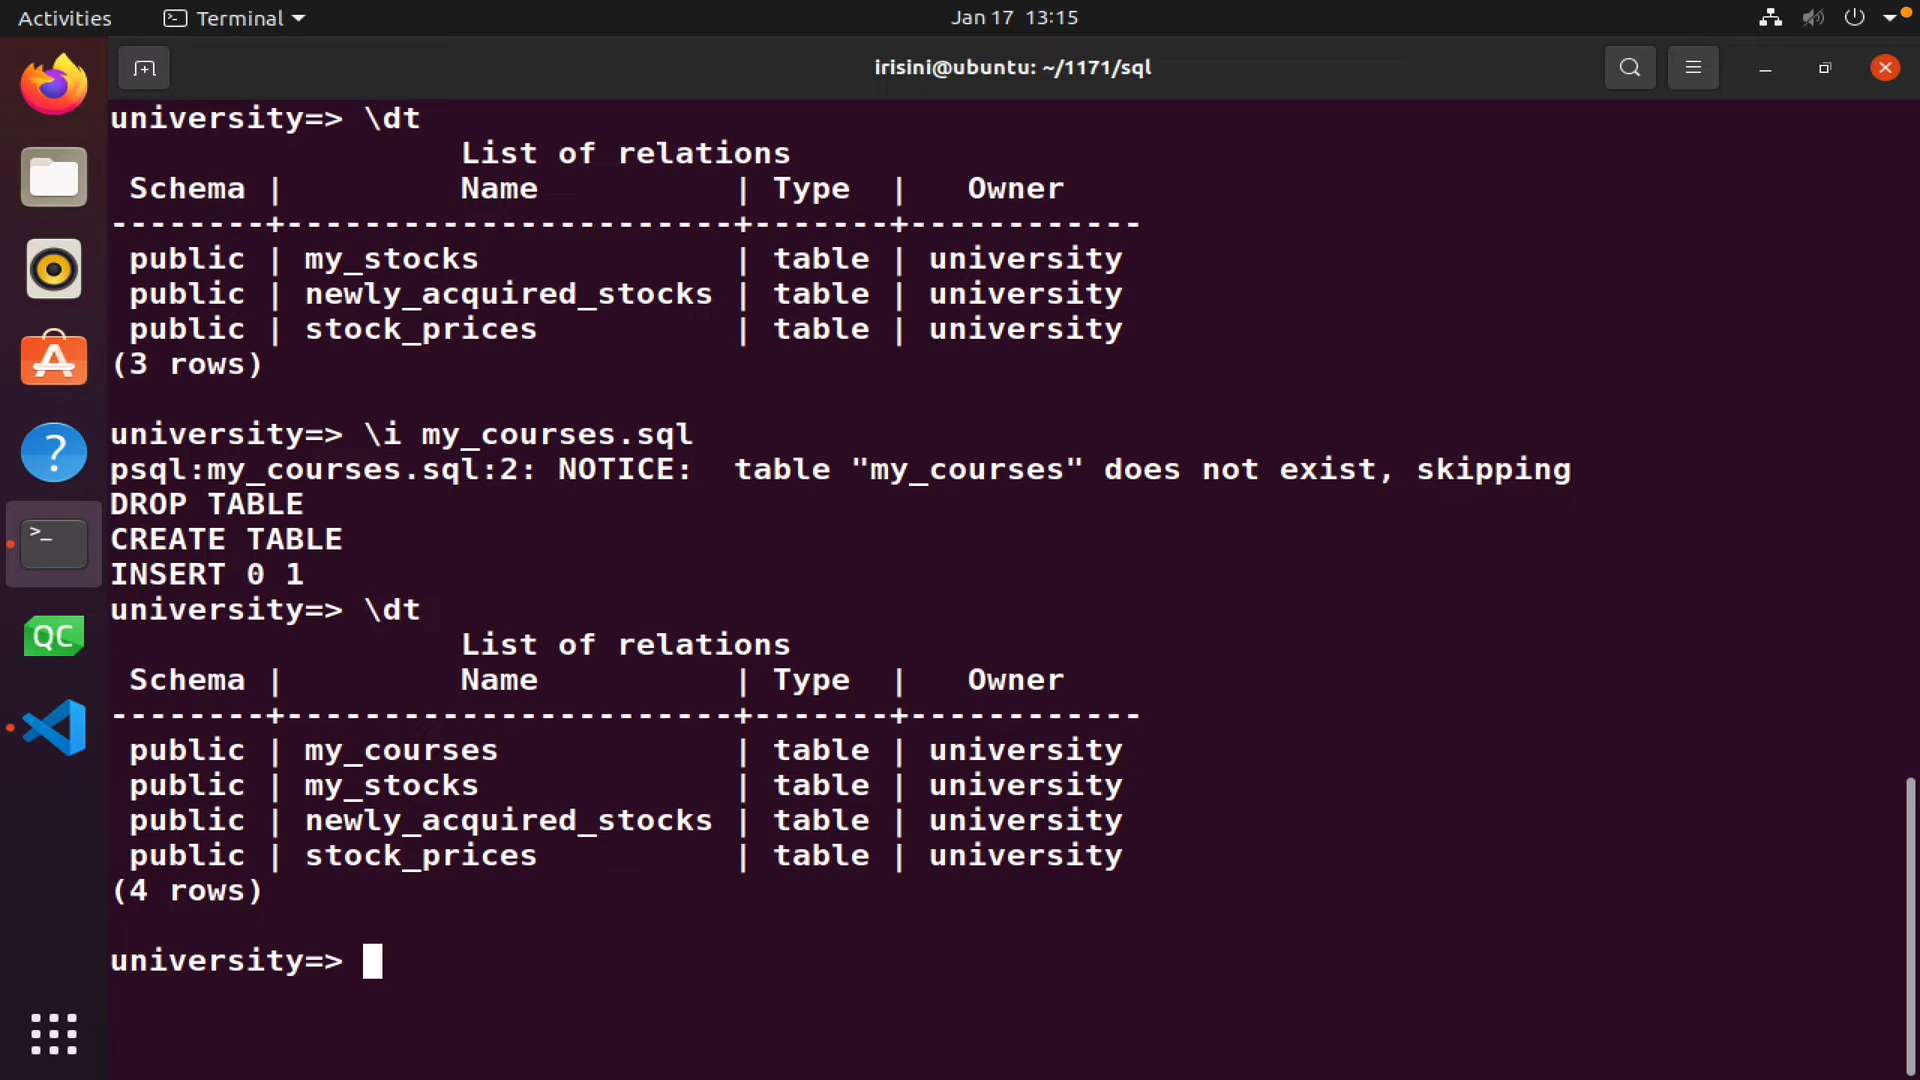 Activities Terminal Jan 17 13:15
irisini@ubuntu: ~/1171/sql
university=> \dt
List of relations
Schema | Name | Type | Owner
--------+-----------------------+-------+------------
public | my_stocks | table | university
public | newly_acquired_stocks | table | university
public | stock_prices | table | university
(3 rows)
university=> \i my_courses.sql
psql:my_courses.sql:2: NOTICE:  table "my_courses" does not exist, skipping
DROP TABLE
CREATE TABLE
INSERT 0 1
university=> \dt
List of relations
Schema | Name | Type | Owner
--------+-----------------------+-------+------------
public | my_courses | table | university
public | my_stocks | table | university
public | newly_acquired_stocks | table | university
public | stock_prices | table | university
(4 rows)
university=>
?
>_
QC